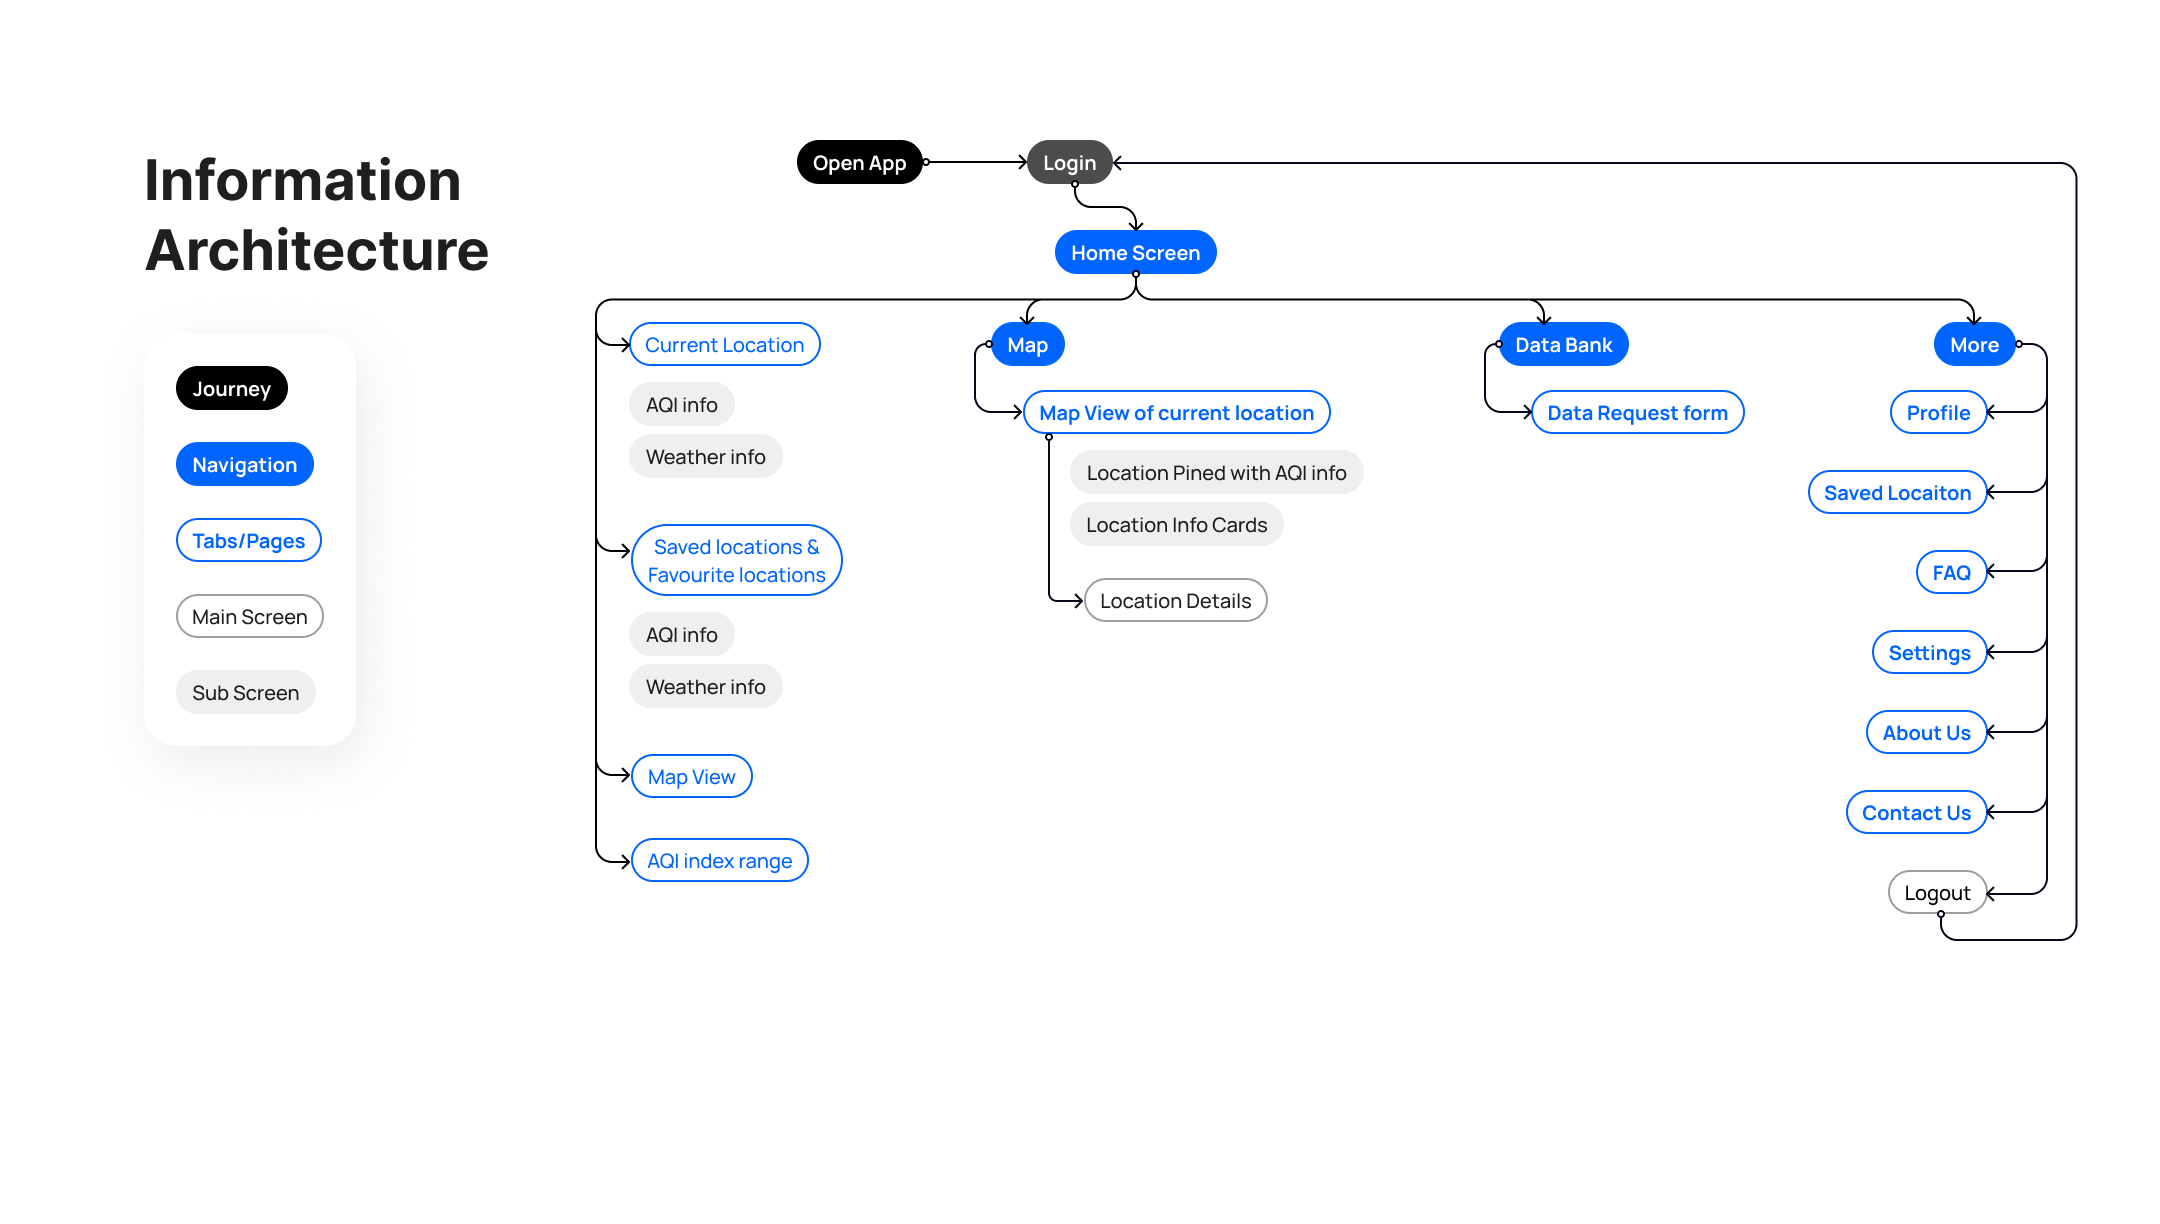 Information
Architecture
Journey
Navigation
Tabs/Pages
Main Screen
Sub Screen
Open App
Login
Home Screen
Current Location
AQI info
Weather info
Saved locations &
Favourite locations
AQI info
Weather info
Map View
AQI index range
Map
Map View of current location
Location Pined with AQI info
Location Info Cards
Location Details
Data Bank
Data Request form
More
Profile
Saved Locaiton
FAQ
Settings
About Us
Contact Us
Logout